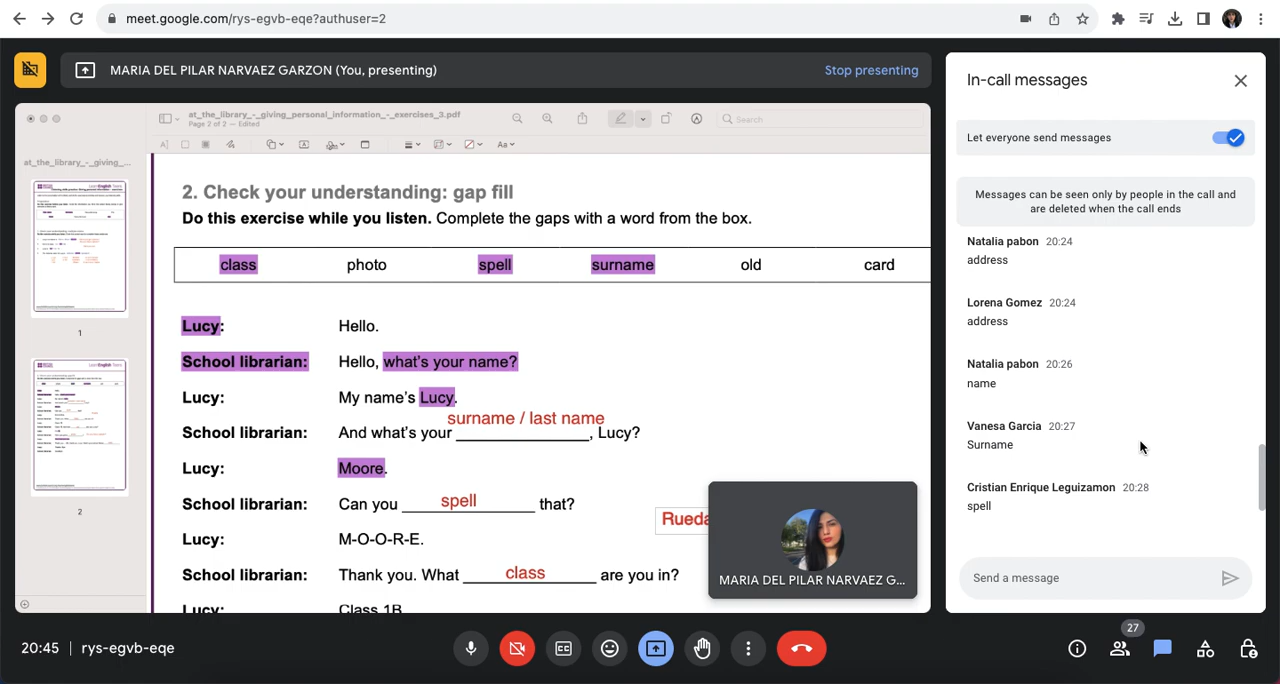 meet.google.com/rys-egvb-eqe?authuser=2
MARIA DEL PILAR NARVAEZ GARZON (You, presenting)
Stop presenting
at_the_library_-_giving_personal_information_-_exercises_3.pdf
Page 2 of 2 — Edited
Search
at_the_library_-_giving_-...
1
2
2. Check your understanding: gap fill
Do this exercise while you listen. Complete the gaps with a word from the box.
class photo spell surname old card
Lucy: Hello.
School librarian: Hello, what's your name?
Lucy: My name's Lucy.
surname / last name
School librarian: And what's your ________________, Lucy?
Lucy: Moore.
School librarian: Can you spell that?
Rueda
Lucy: M-O-O-R-E.
School librarian: Thank you. What class are you in?
Lucy: Class 1B
MARIA DEL PILAR NARVAEZ G...
In-call messages
Let everyone send messages
Messages can be seen only by people in the call and
are deleted when the call ends
Natalia pabon 20:24
address
Lorena Gomez 20:24
address
Natalia pabon 20:26
name
Vanesa Garcia 20:27
Surname
Cristian Enrique Leguizamon 20:28
spell
Send a message
20:45 | rys-egvb-eqe
27